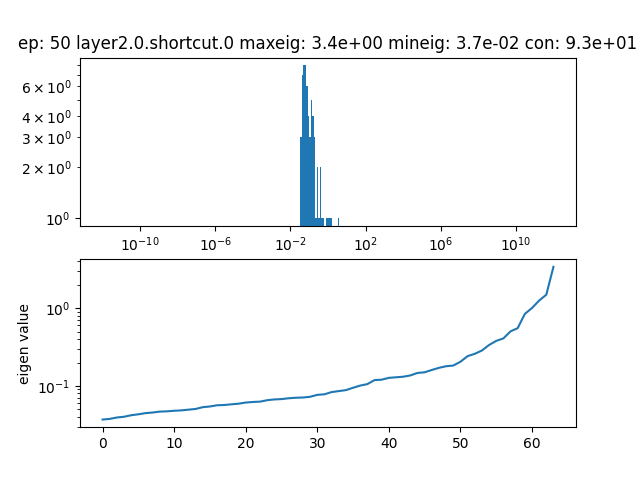 ep: 50 layer2.0.shortcut.0 maxeig: 3.4e+00 mineig: 3.7e-02 con: 9.3e+01
6 × 10⁰
4 × 10⁰
3 × 10⁰
2 × 10⁰
10⁰
10⁻¹⁰ 10⁻⁶ 10⁻² 10² 10⁶ 10¹⁰
eigen value
10⁰
10⁻¹
0 10 20 30 40 50 60